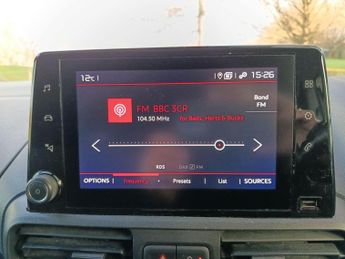 12°C
15:26
FM BBC 3CR
Band
FM
104.50 MHz for Beds, Herts & Bucks
RDS DAB FM
OPTIONS Frequency Presets List SOURCES